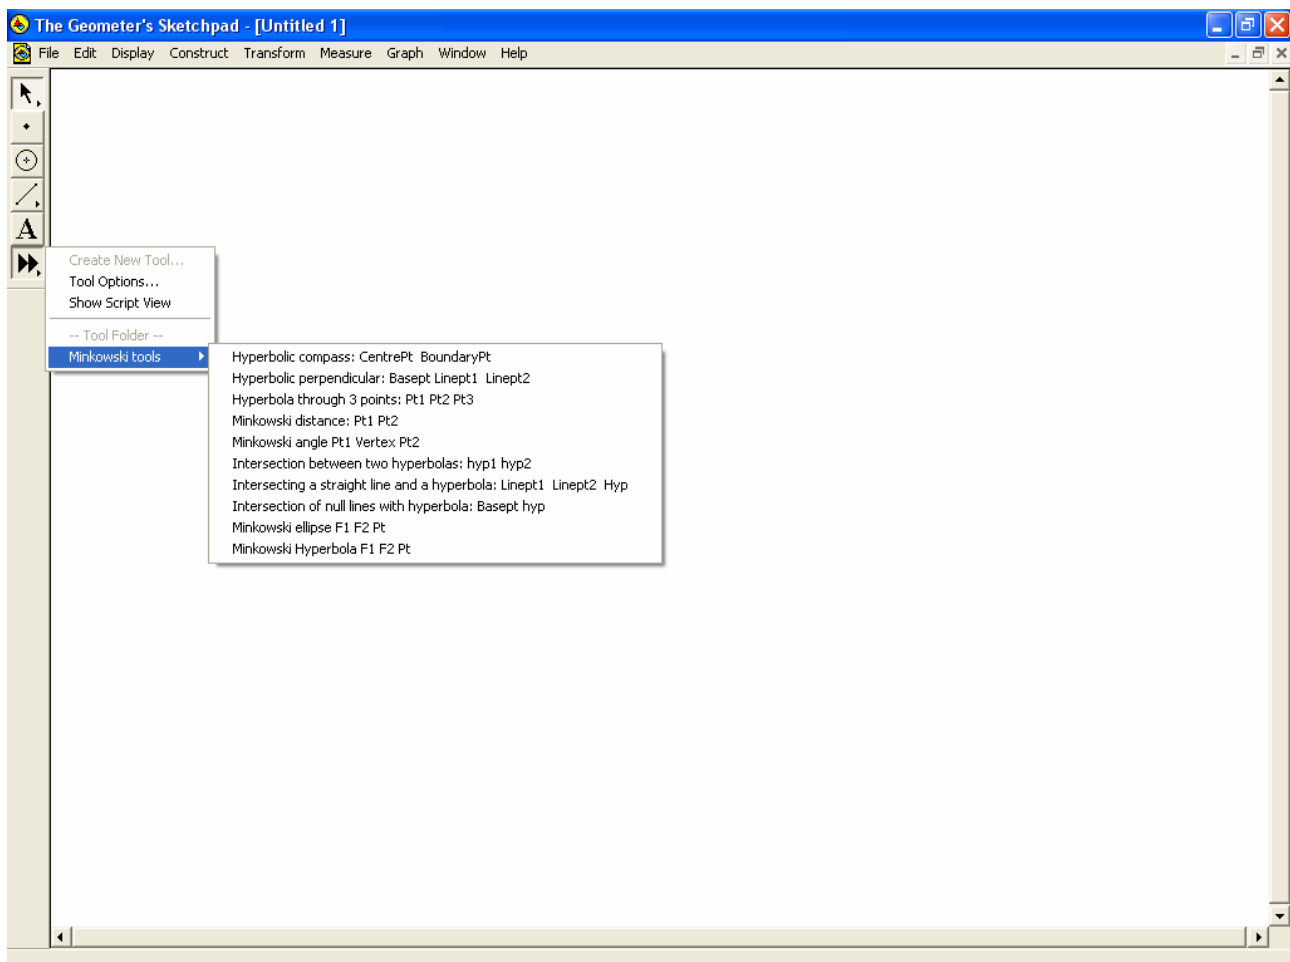 The Geometer's Sketchpad - [Untitled 1]
File Edit Display Construct Transform Measure Graph Window Help
A
Create New Tool...
Tool Options...
Show Script View
-- Tool Folder --
Minkowski tools
Hyperbolic compass: CentrePt BoundaryPt
Hyperbolic perpendicular: Basept Linept1 Linept2
Hyperbola through 3 points: Pt1 Pt2 Pt3
Minkowski distance: Pt1 Pt2
Minkowski angle Pt1 Vertex Pt2
Intersection between two hyperbolas: hyp1 hyp2
Intersecting a straight line and a hyperbola: Linept1 Linept2 Hyp
Intersection of null lines with hyperbola: Basept hyp
Minkowski ellipse F1 F2 Pt
Minkowski Hyperbola F1 F2 Pt